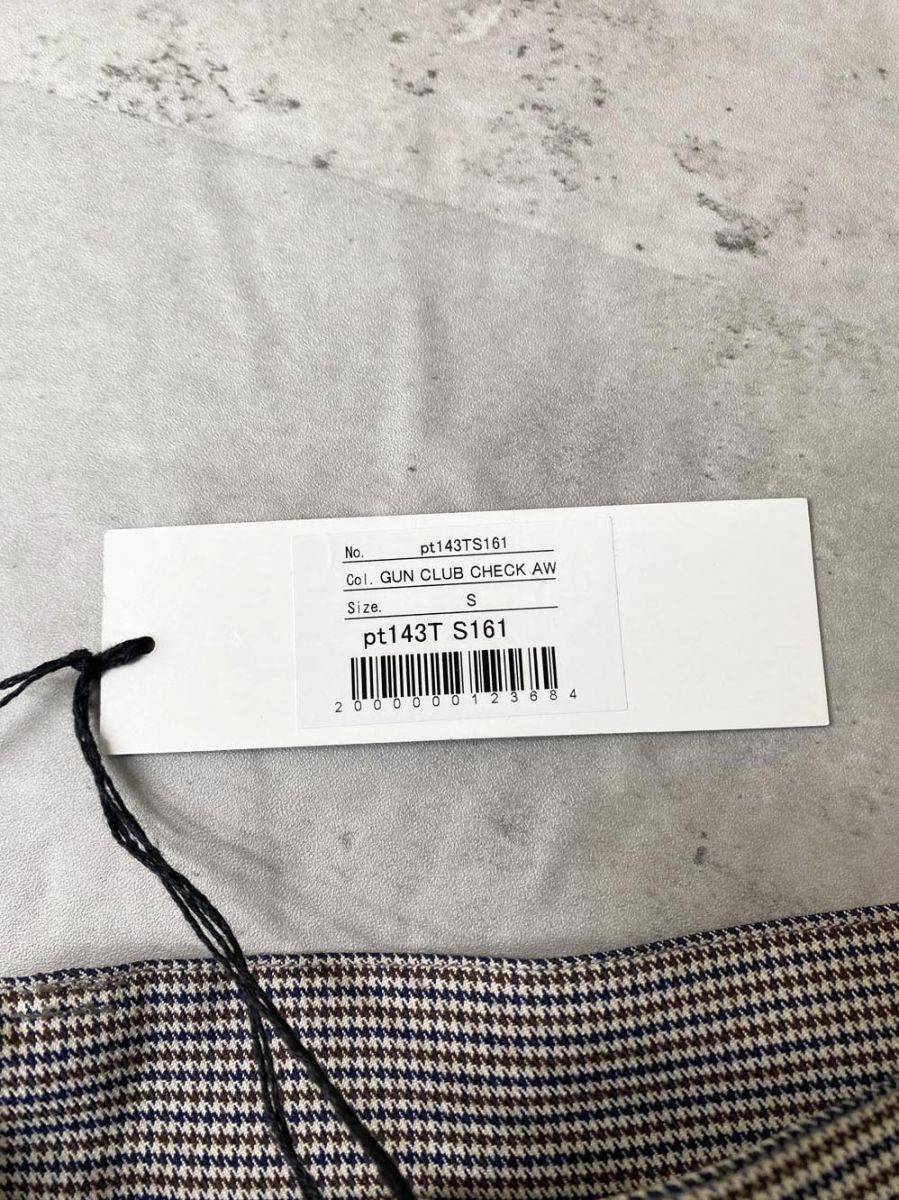 No. pt143TS161
Col. GUN CLUB CHECK AW
Size. S
pt143T S161
2000000123684